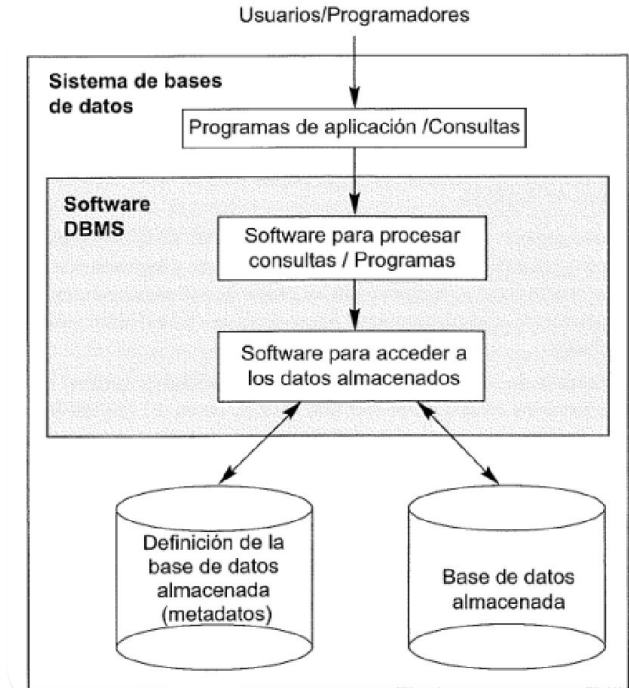 Usuarios/Programadores
Sistema de bases
de datos
Programas de aplicación /Consultas
Software
DBMS
Software para procesar
consultas / Programas
Software para acceder a
los datos almacenados
Definición de la
base de datos
almacenada
(metadatos)
Base de datos
almacenada